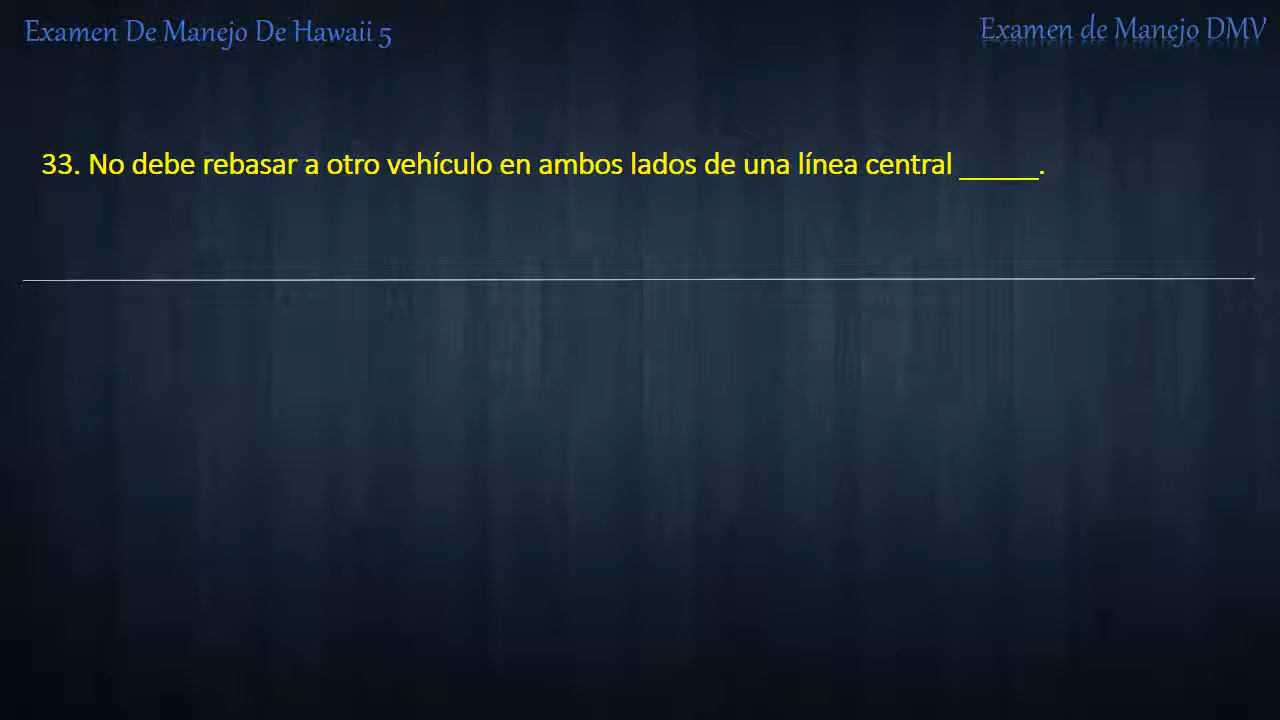 Examen De Manejo De Hawaii 5
Examen de Manejo DMV
33. No debe rebasar a otro vehículo en ambos lados de una línea central _____.